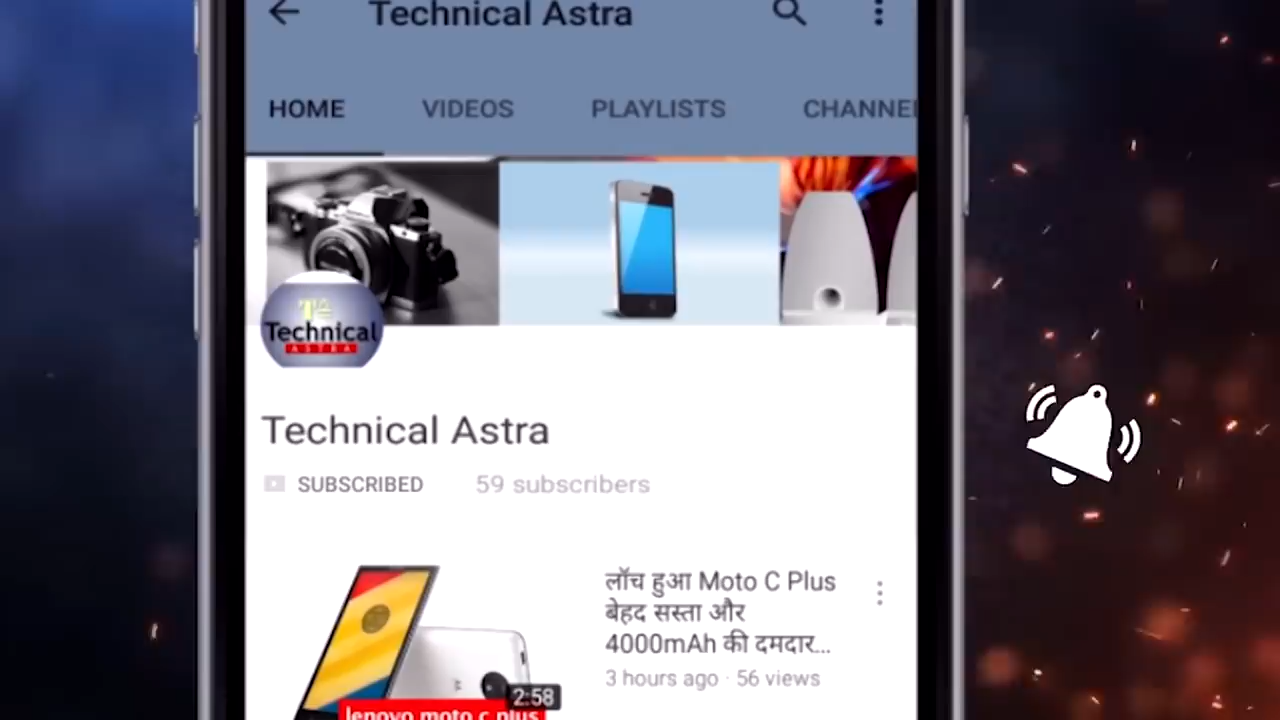 Technical Astra
HOME VIDEOS PLAYLISTS CHANNEL
Technical
ASTRA
Technical Astra
SUBSCRIBED 59 subscribers
लॉच हुआ Moto C Plus
बेहद सस्ता और
4000mAh की दमदार...
3 hours ago · 56 views
2:58
lenovo moto c plus